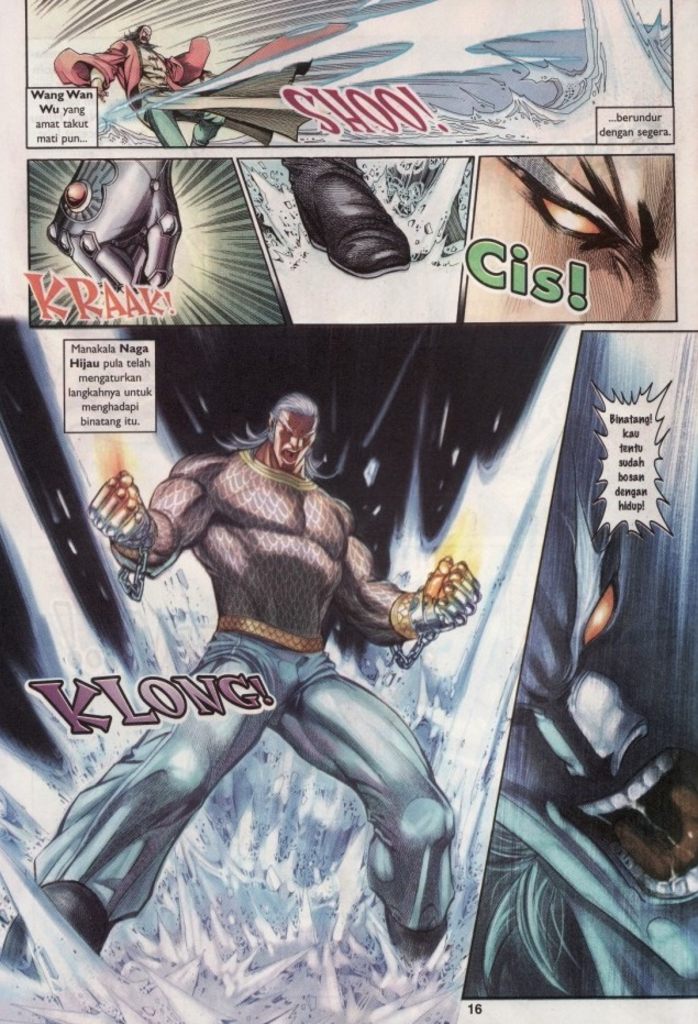 Wang Wan
Wu yang
amat takut
mati pun...
SHOO!
...berundur
dengan segera.
KRAAK!
Cis!
Manakala Naga
Hijau pula telah
mengaturkan
langkahnya untuk
menghadapi
binatang itu.
Binatang!
kau
tentu
sudah
bosan
dengan
hidup!
KLONG!
16